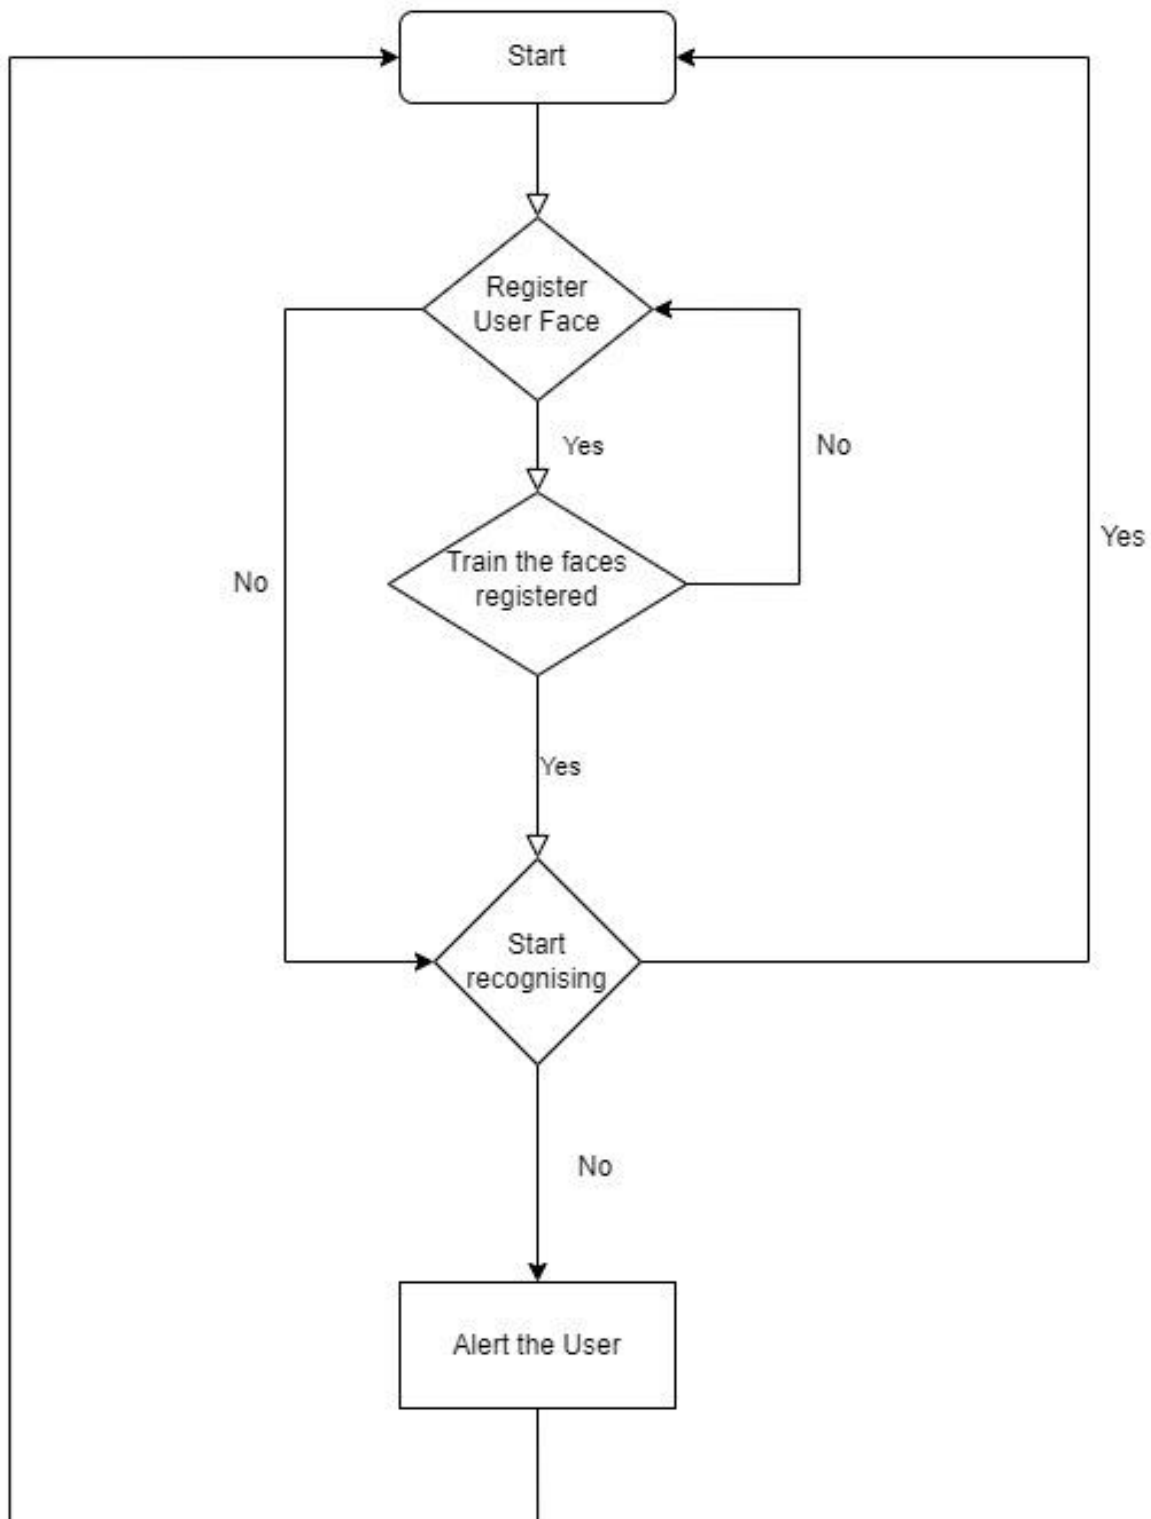 Start
Register
User Face
Yes
No
Train the faces
registered
No
Yes
Yes
Start
recognising
No
Alert the User